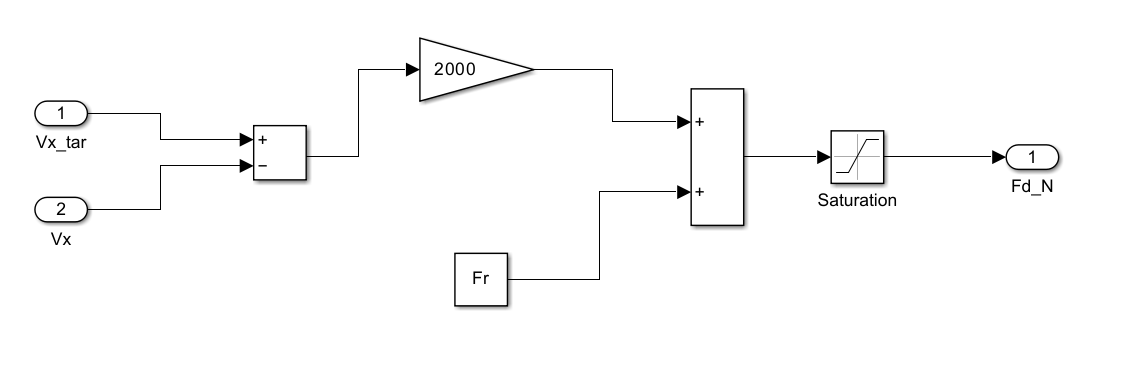 2000
1
Vx_tar
+
−
2
Vx
+
+
Fr
Saturation
1
Fd_N